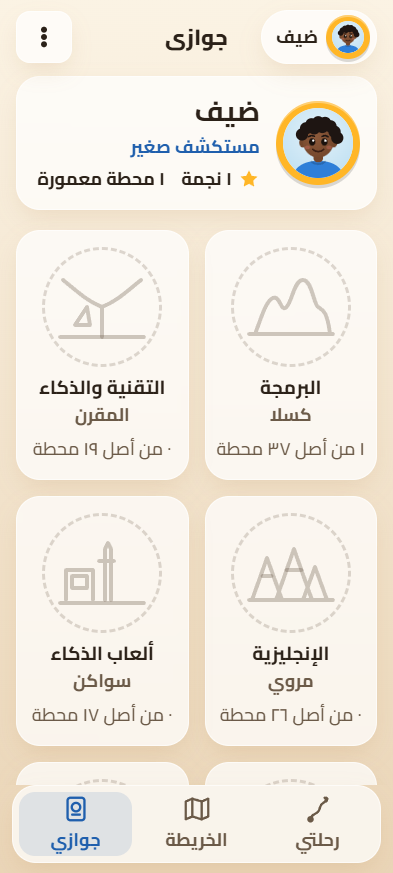 ضيف
جوازي
ضيف
مستكشف صغير
١ نجمة ١ محطة معمورة
البرمجة
كسلا
١ من أصل ٣٧ محطة
التقنية والذكاء
المقرن
٠ من أصل ١٩ محطة
الإنجليزية
مروي
٠ من أصل ٢٦ محطة
ألعاب الذكاء
سواكن
٠ من أصل ١٧ محطة
رحلتي
الخريطة
جوازي